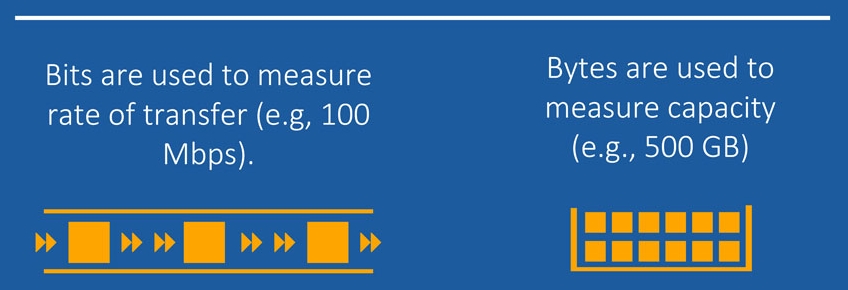 Bits are used to measure
rate of transfer (e.g, 100
Mbps).
Bytes are used to
measure capacity
(e.g., 500 GB)